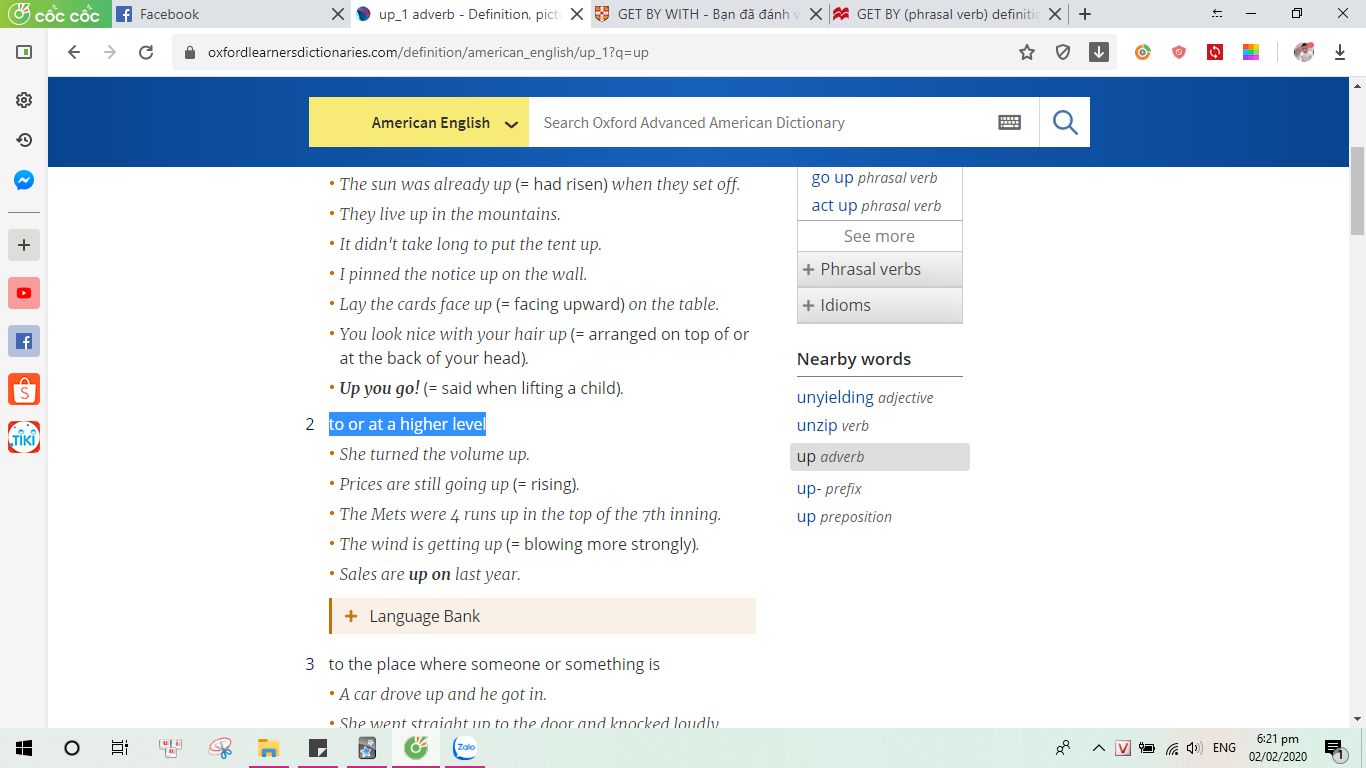 cốc cốc
Facebook
up_1 adverb - Definition, pict
GET BY WITH - Bạn đã đánh v
GET BY (phrasal verb) definitio
oxfordlearnersdictionaries.com/definition/american_english/up_1?q=up
American English
Search Oxford Advanced American Dictionary
• The sun was already up (= had risen) when they set off.
• They live up in the mountains.
• It didn't take long to put the tent up.
• I pinned the notice up on the wall.
• Lay the cards face up (= facing upward) on the table.
• You look nice with your hair up (= arranged on top of or
at the back of your head).
• Up you go! (= said when lifting a child).
2 to or at a higher level
• She turned the volume up.
• Prices are still going up (= rising).
• The Mets were 4 runs up in the top of the 7th inning.
• The wind is getting up (= blowing more strongly).
• Sales are up on last year.
+ Language Bank
3 to the place where someone or something is
• A car drove up and he got in.
• She went straight up to the door and knocked loudly
go up phrasal verb
act up phrasal verb
See more
+ Phrasal verbs
+ Idioms
Nearby words
unyielding adjective
unzip verb
up adverb
up- prefix
up preposition
TIKI
Zalo
V
ENG
6:21 pm
02/02/2020
1